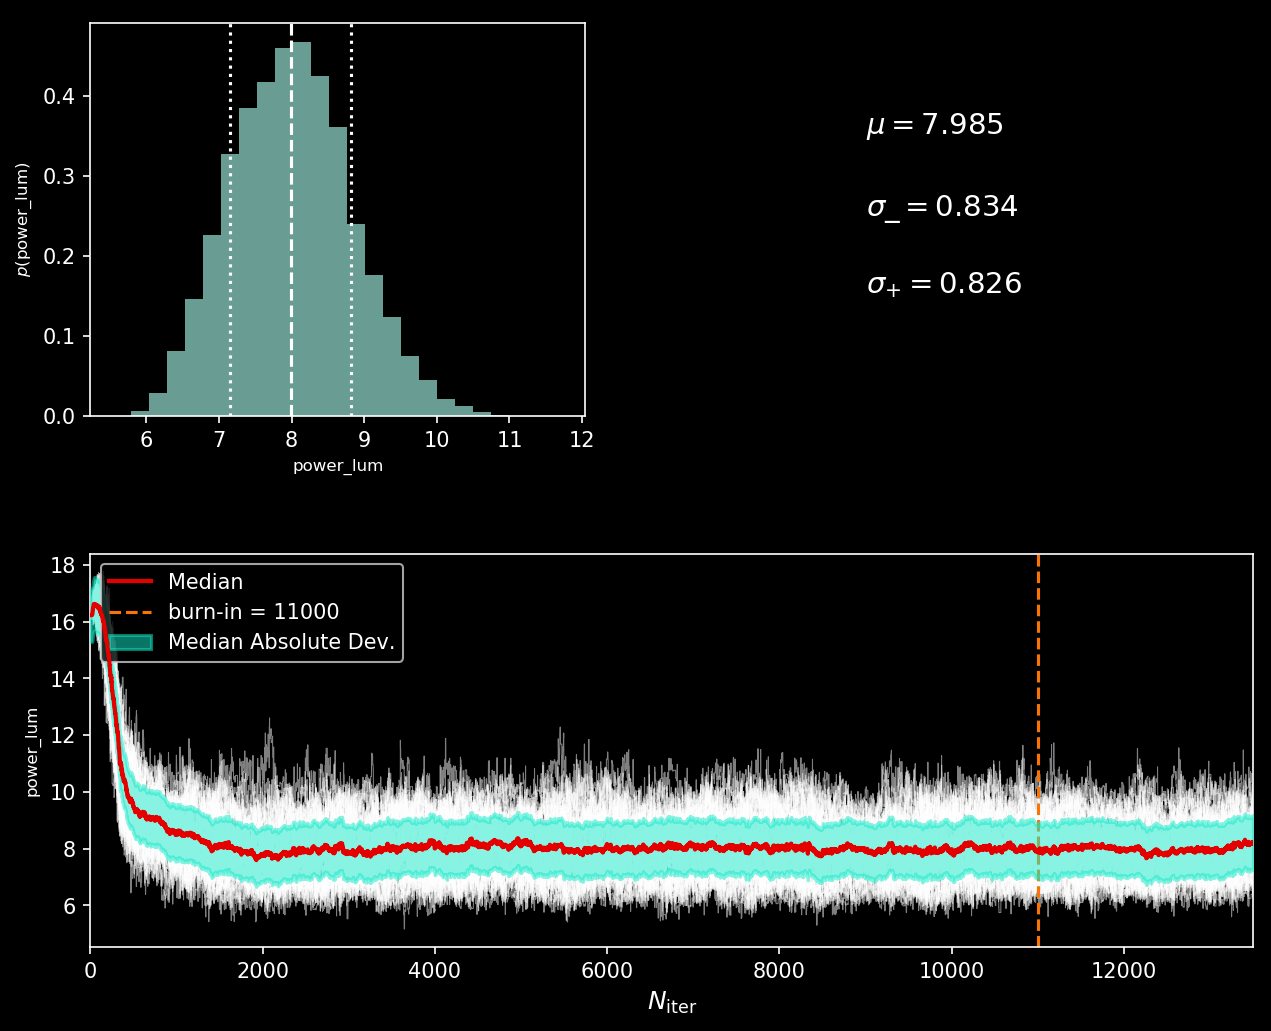 0.4
0.3
0.2
0.1
0.0
p(power_lum)
6 7 8 9 10 11 12
power_lum
μ = 7.985
σ_ = 0.834
σ+ = 0.826
18
16
14
12
10
8
6
power_lum
Median
burn-in = 11000
Median Absolute Dev.
0 2000 4000 6000 8000 10000 12000
Niter